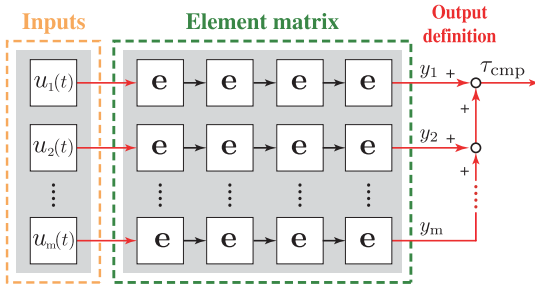 Inputs
Element matrix
Output
definition
u₁(t) e e e e y₁ + τcmp
+
u₂(t) e e e e y₂ +
+
uₘ(t) e e e e yₘ